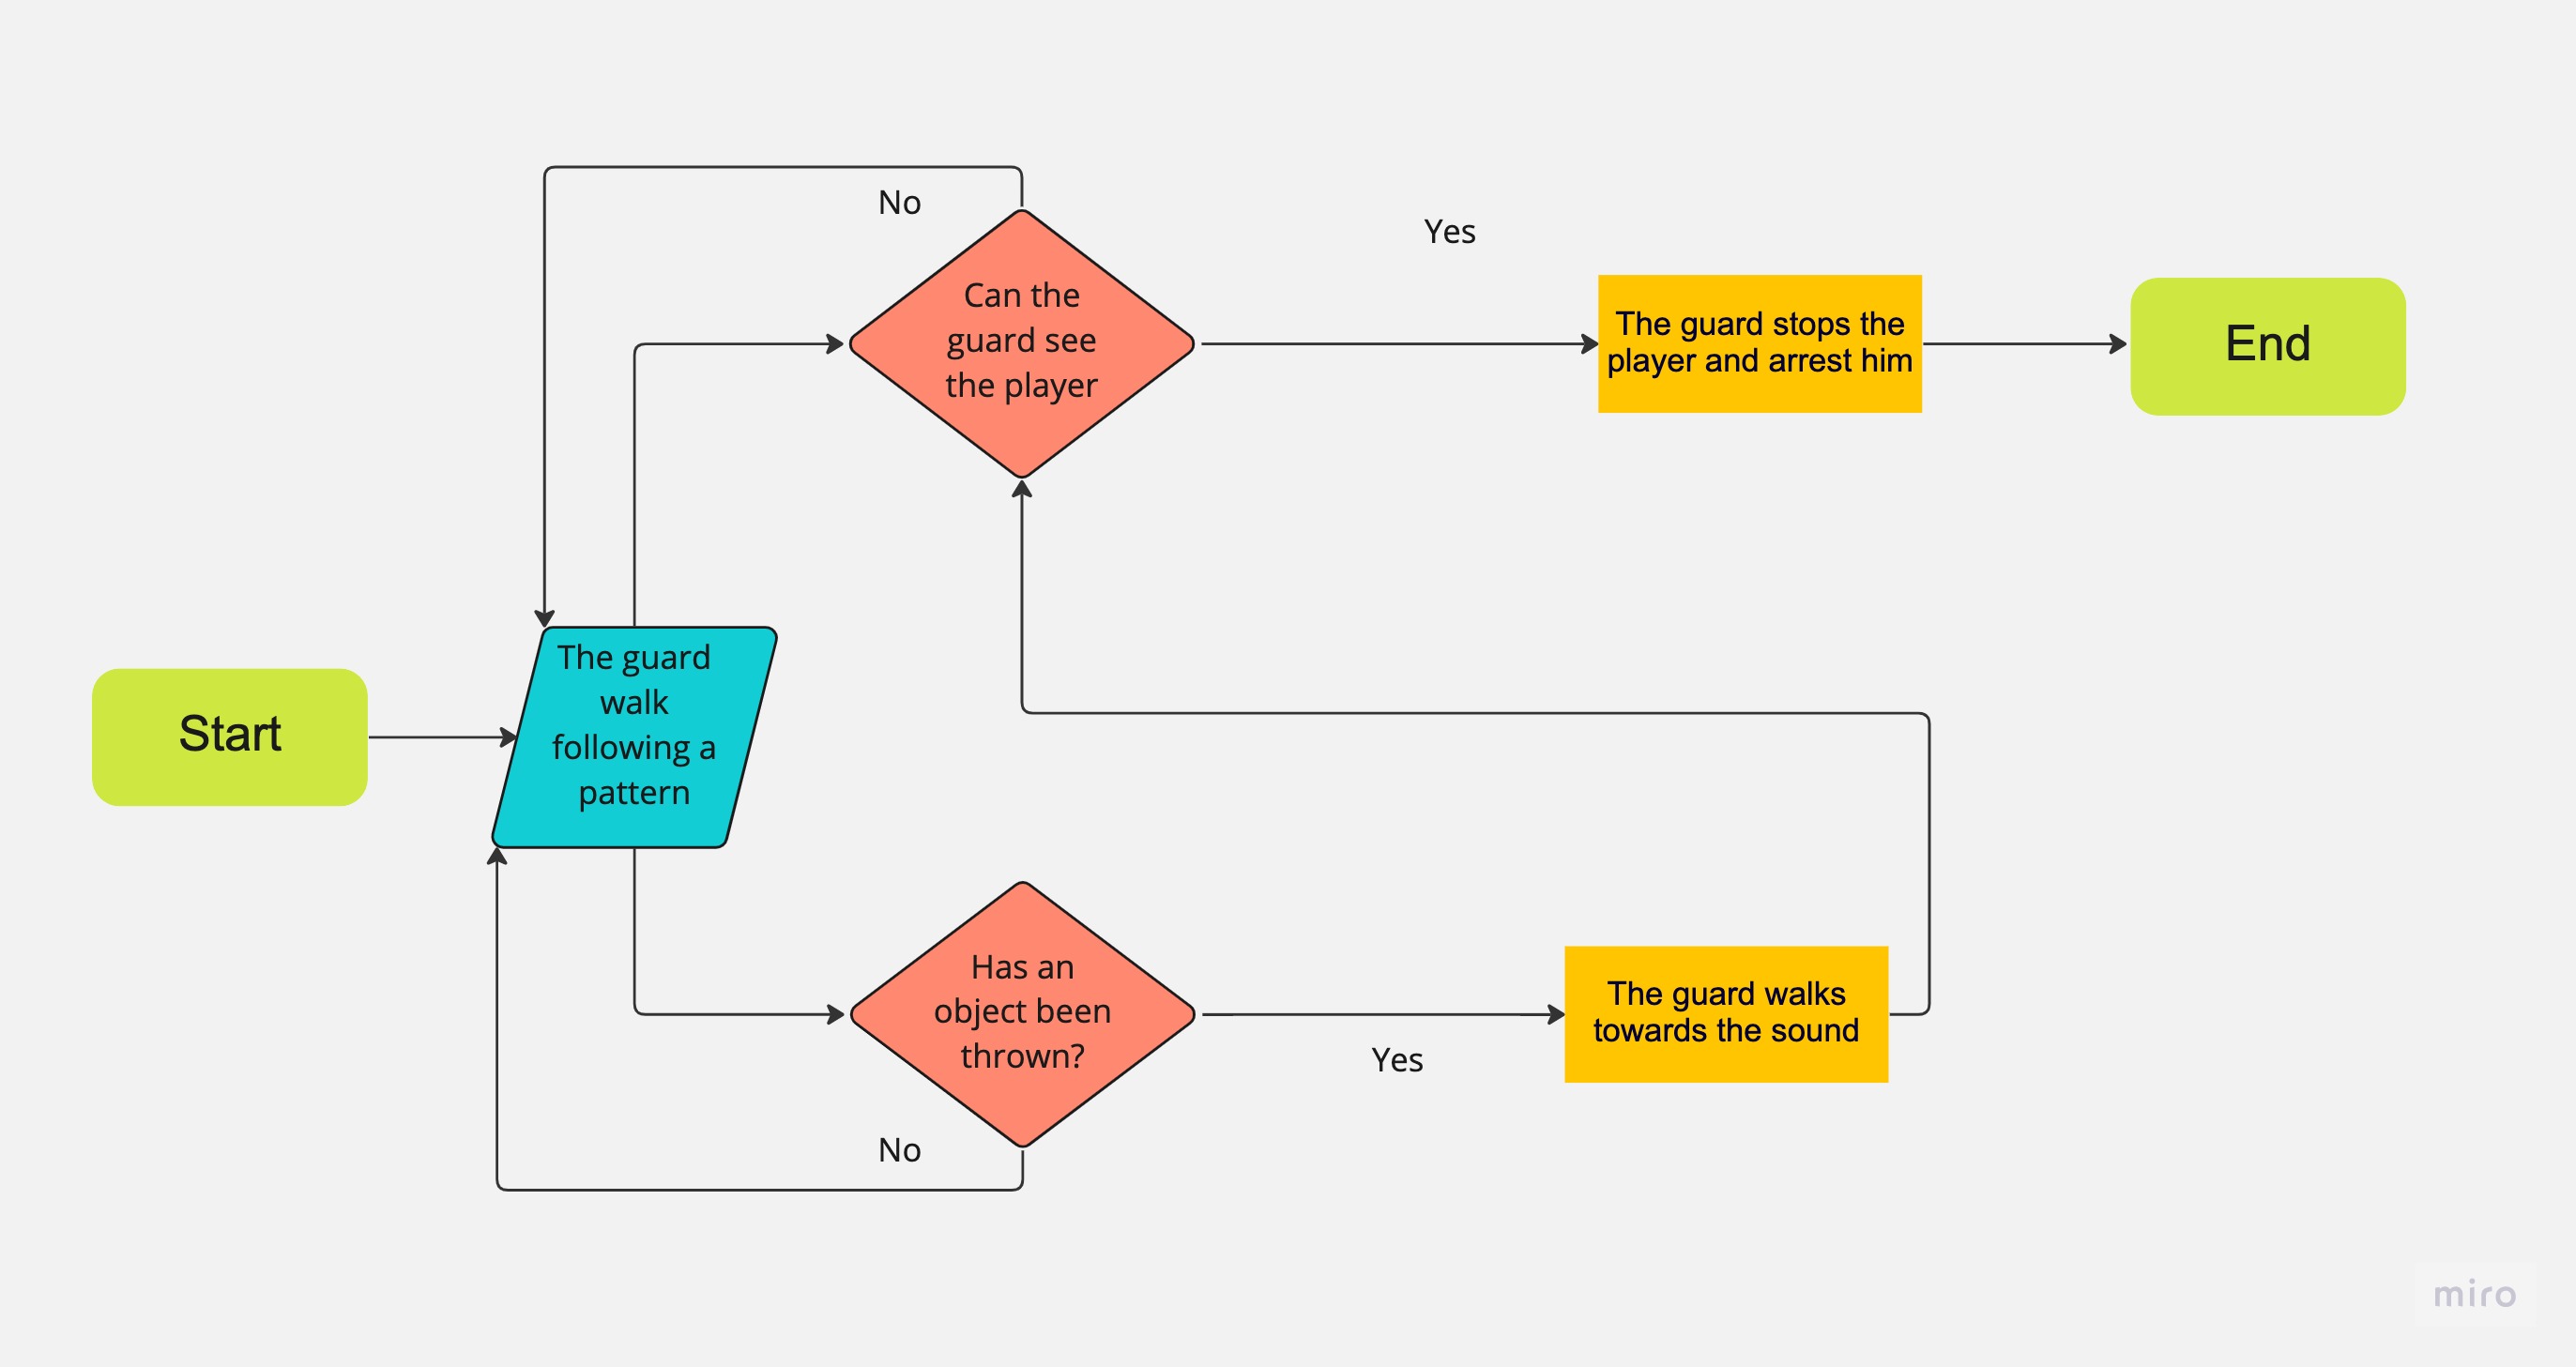 No
Yes
Can the
guard see
the player
The guard stops the
player and arrest him
End
Start
The guard
walk
following a
pattern
Has an
object been
thrown?
Yes
The guard walks
towards the sound
No
miro